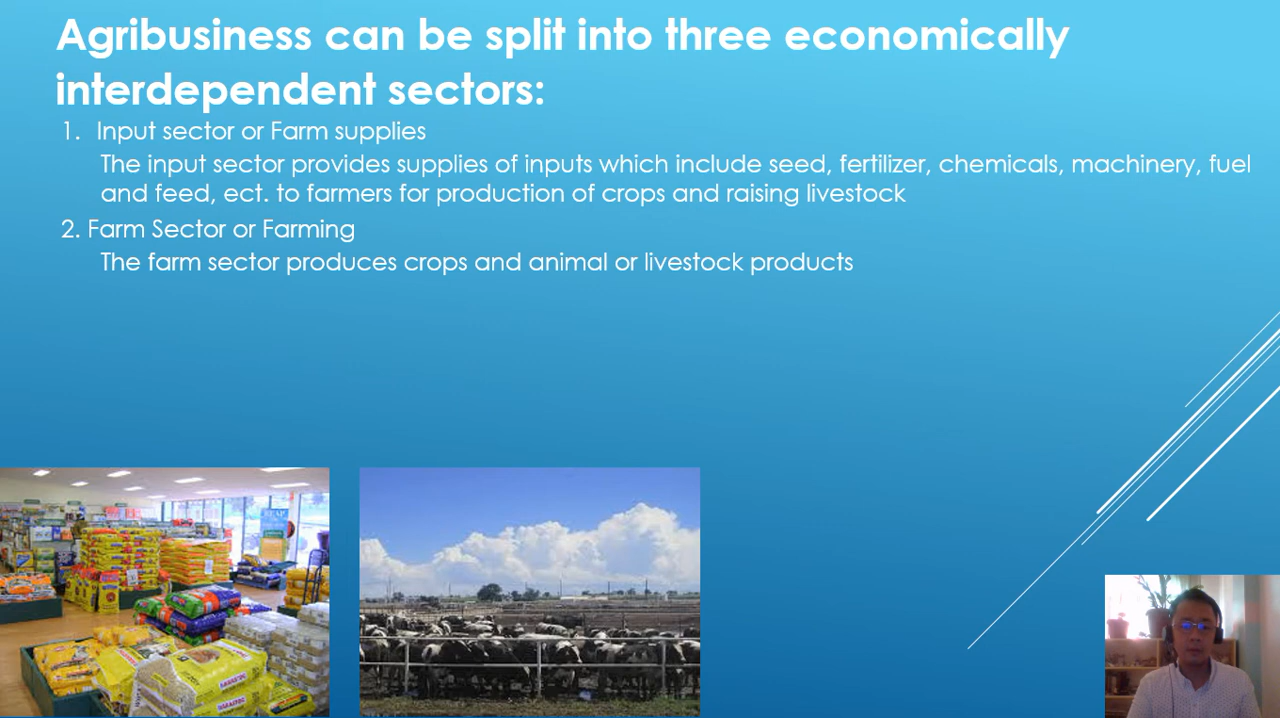 Agribusiness can be split into three economically
interdependent sectors:
1. Input sector or Farm supplies
The input sector provides supplies of inputs which include seed, fertilizer, chemicals, machinery, fuel
and feed, ect. to farmers for production of crops and raising livestock
2. Farm Sector or Farming
The farm sector produces crops and animal or livestock products